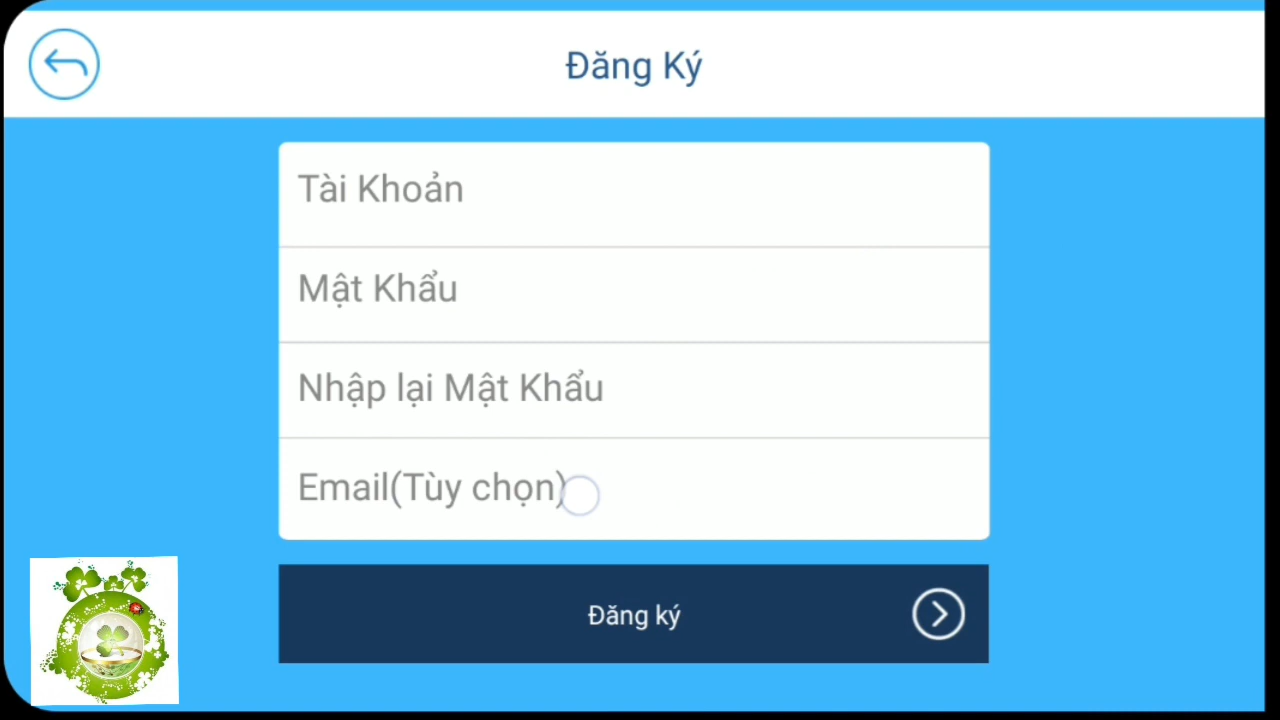 Đăng Ký
Tài Khoản
Mật Khẩu
Nhập lại Mật Khẩu
Email(Tùy chọn)
Đăng ký